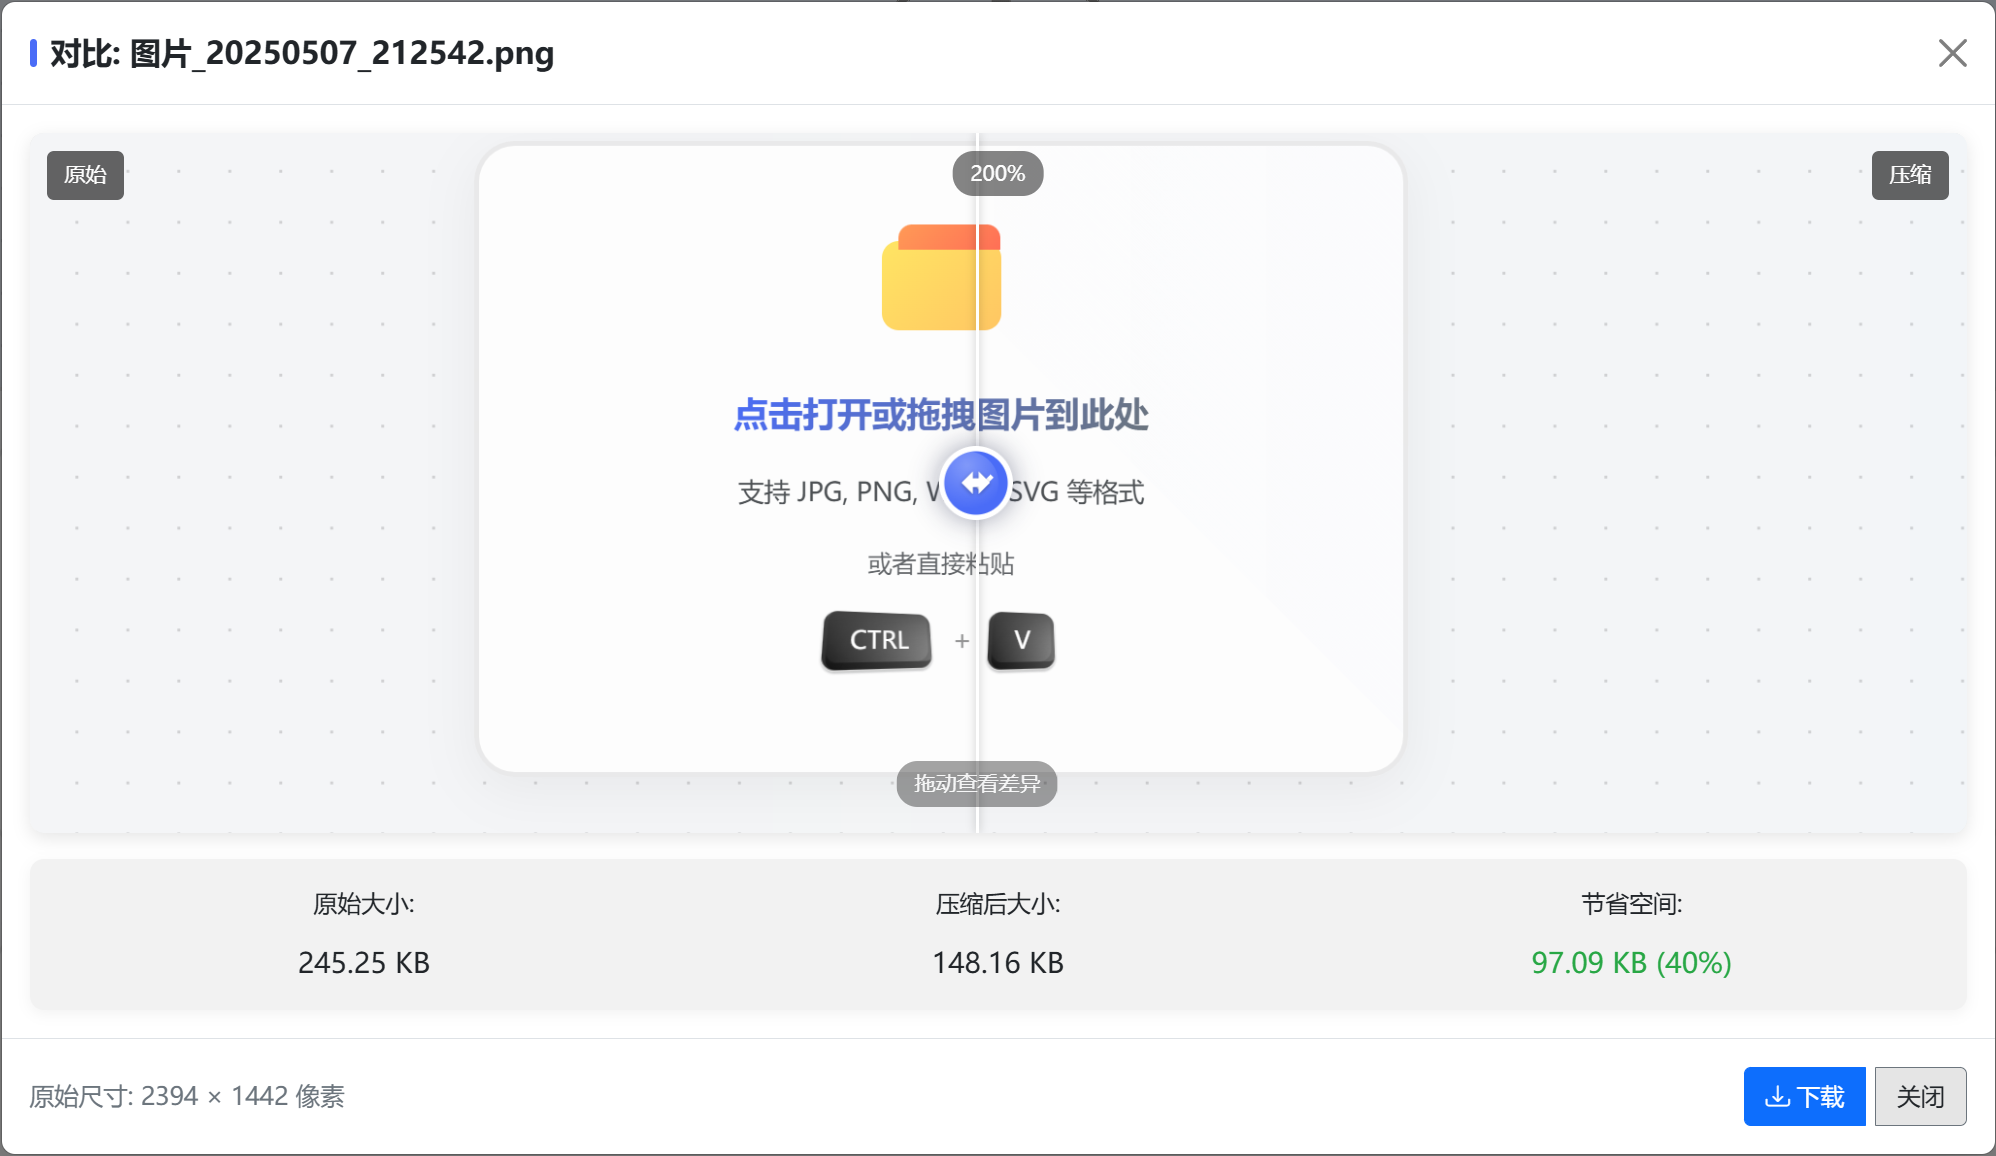 对比: 图片_20250507_212542.png
原始
200%
压缩
点击打开或拖拽图片到此处
支持 JPG, PNG, SVG 等格式
或者直接粘贴
CTRL + V
拖动查看差异
原始大小:
245.25 KB
压缩后大小:
148.16 KB
节省空间:
97.09 KB (40%)
原始尺寸: 2394 × 1442 像素
下载
关闭